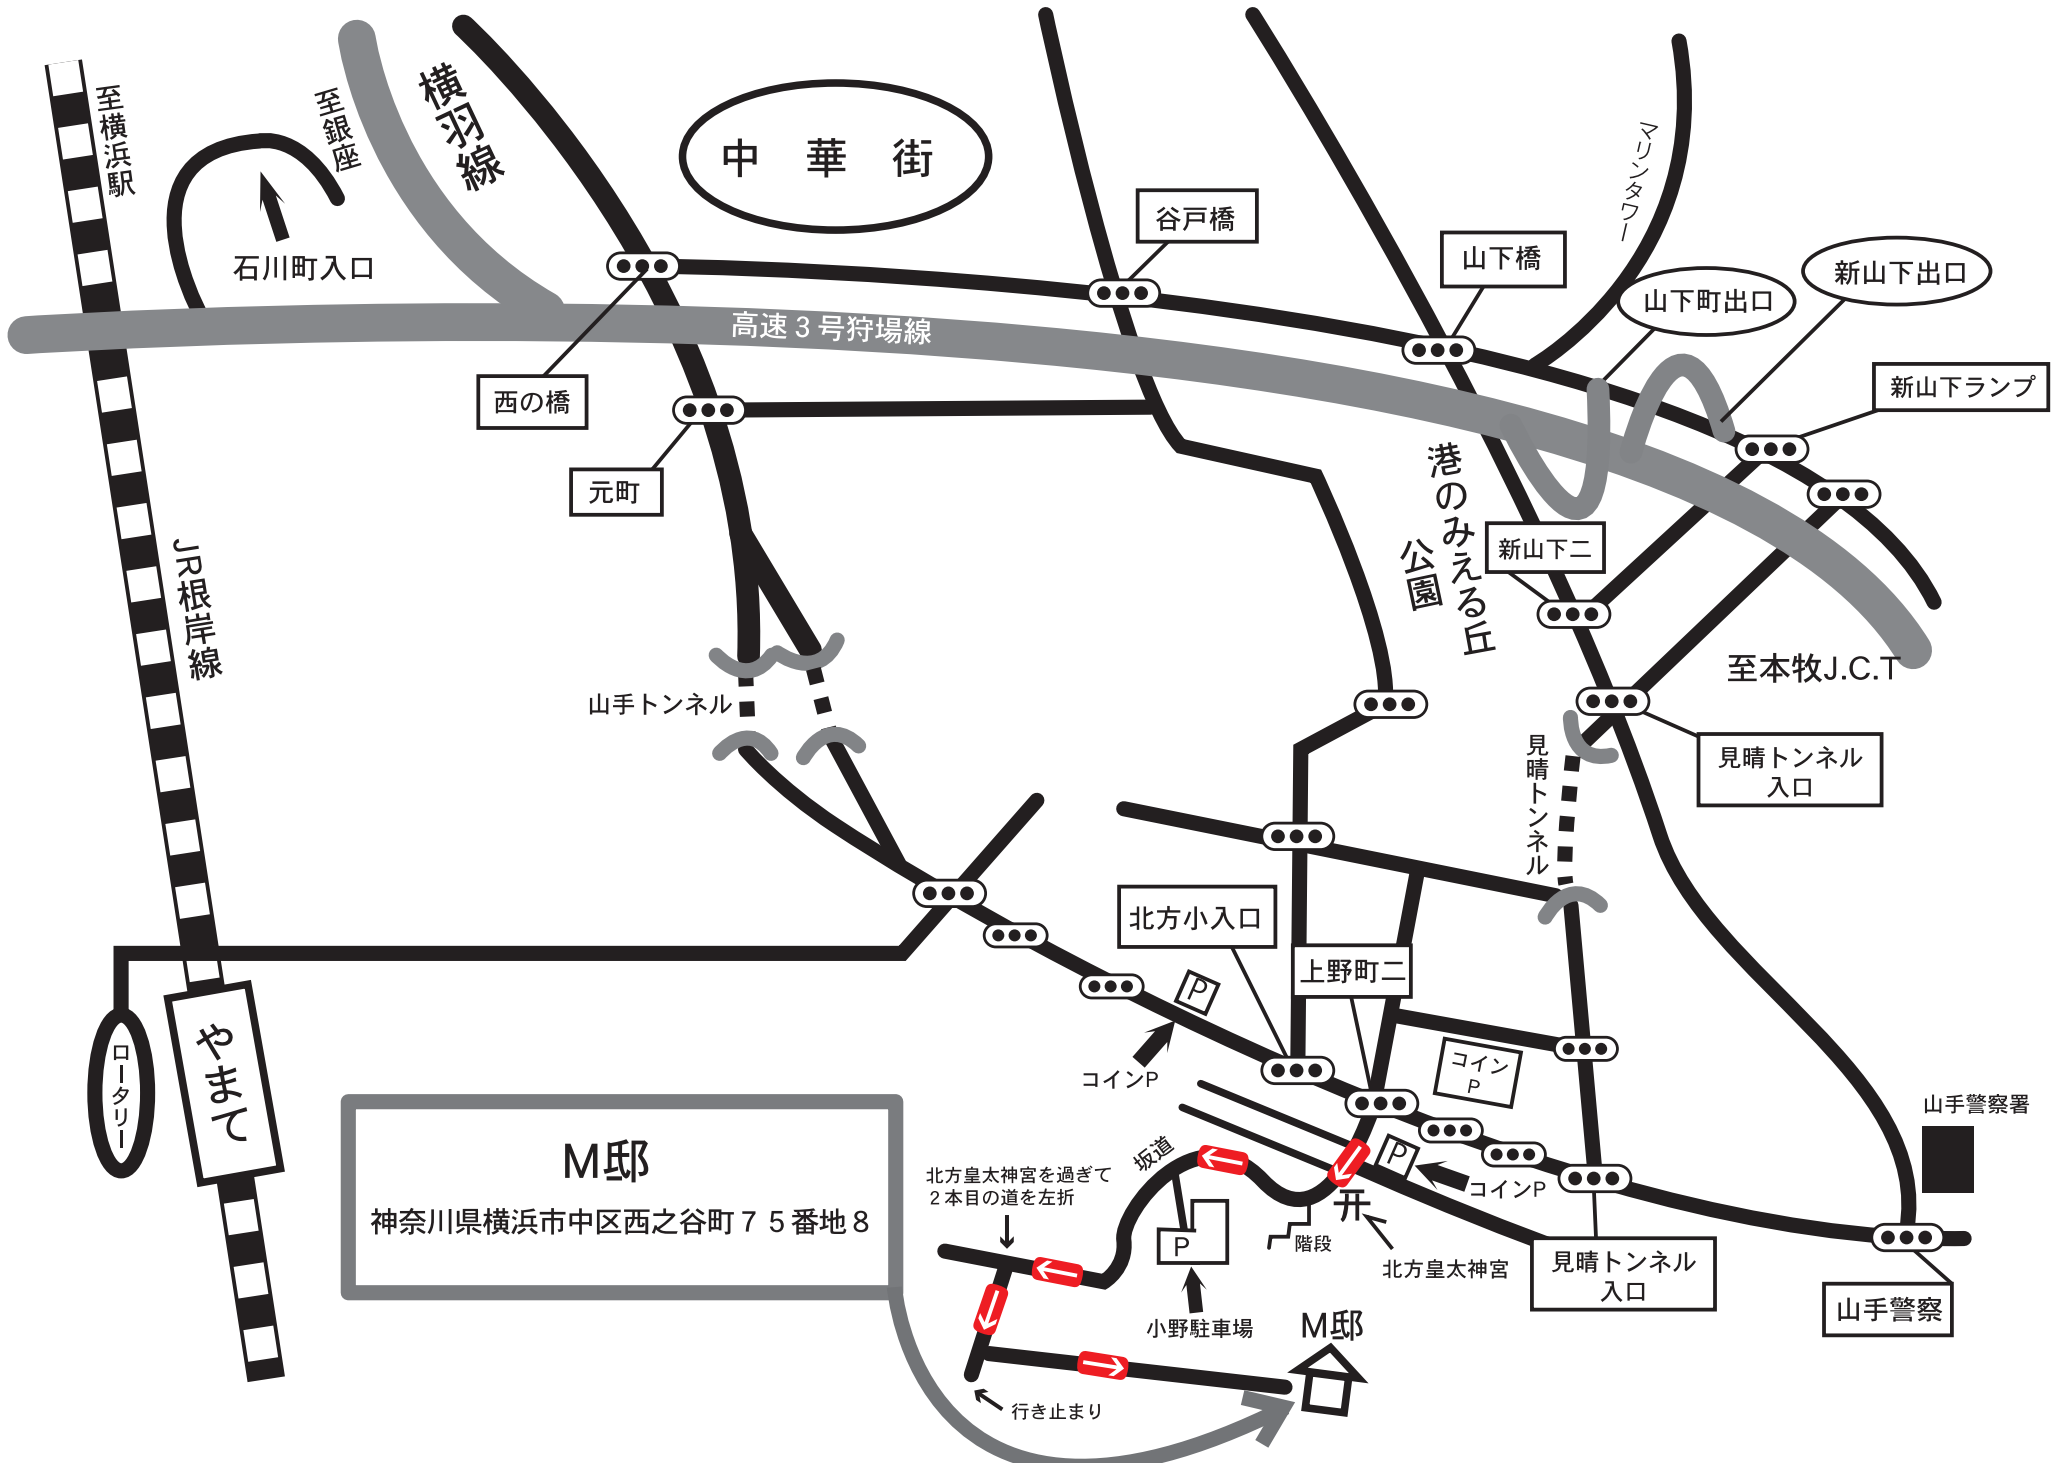 至横浜駅
至銀座
横羽線
中華街
石川町入口
谷戸橋
山下橋
マリンタワー
山下町出口
新山下出口
新山下ランプ
高速3号狩場線
西の橋
元町
港のみえる丘
公園
新山下二
JR根岸線
至本牧J.C.T
山手トンネル
見晴トンネル
見晴トンネル
入口
北方小入口
上野町二
P
コインP
コイン
P
やまて
ロータリー
山手警察署
M邸
神奈川県横浜市中区西之谷町75番地8
北方皇太神宮を過ぎて
2本目の道を左折
坂道
P
コインP
P
階段
开
北方皇太神宮
見晴トンネル
入口
山手警察
小野駐車場
M邸
行き止まり